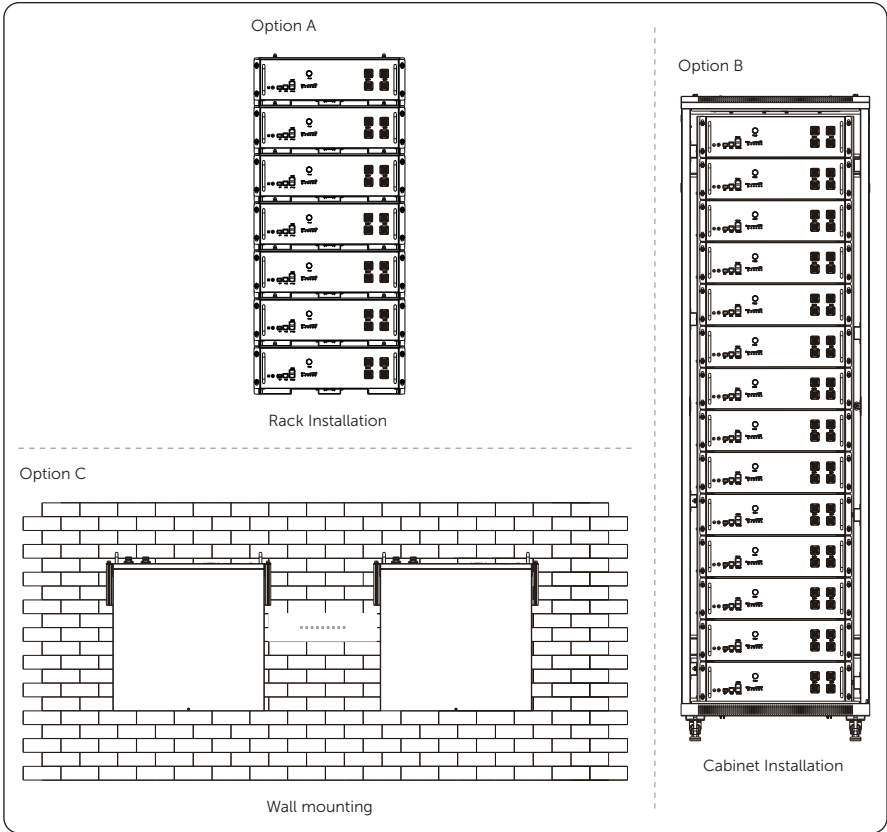 Option A
Rack Installation
Option B
Cabinet Installation
Option C
Wall mounting